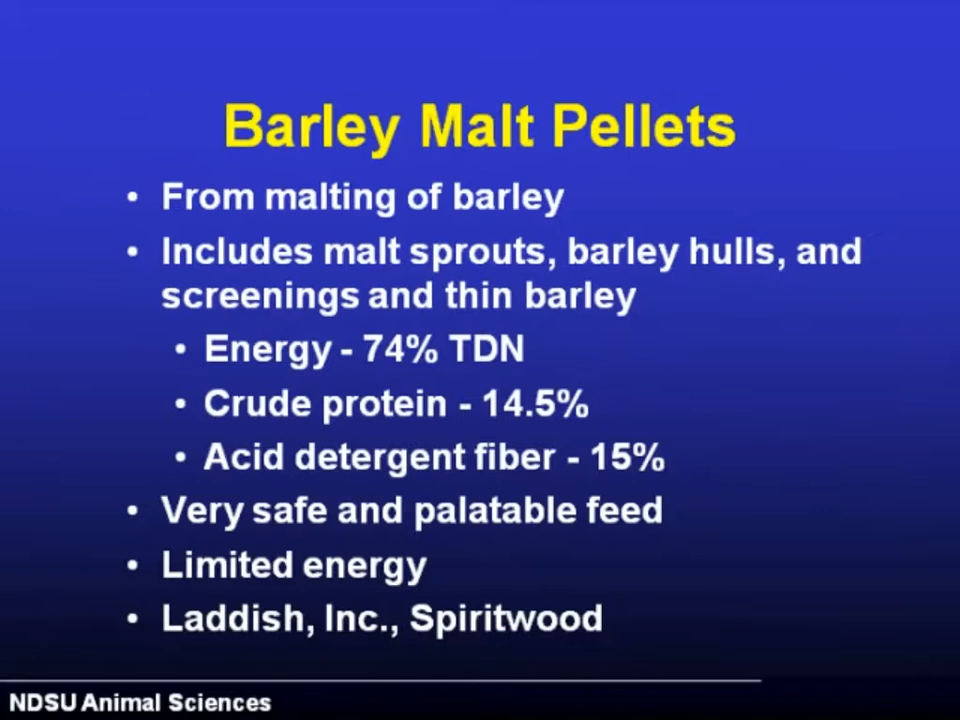 Barley Malt Pellets
• From malting of barley
• Includes malt sprouts, barley hulls, and
screenings and thin barley
• Energy - 74% TDN
• Crude protein - 14.5%
• Acid detergent fiber - 15%
• Very safe and palatable feed
• Limited energy
• Laddish, Inc., Spiritwood
NDSU Animal Sciences